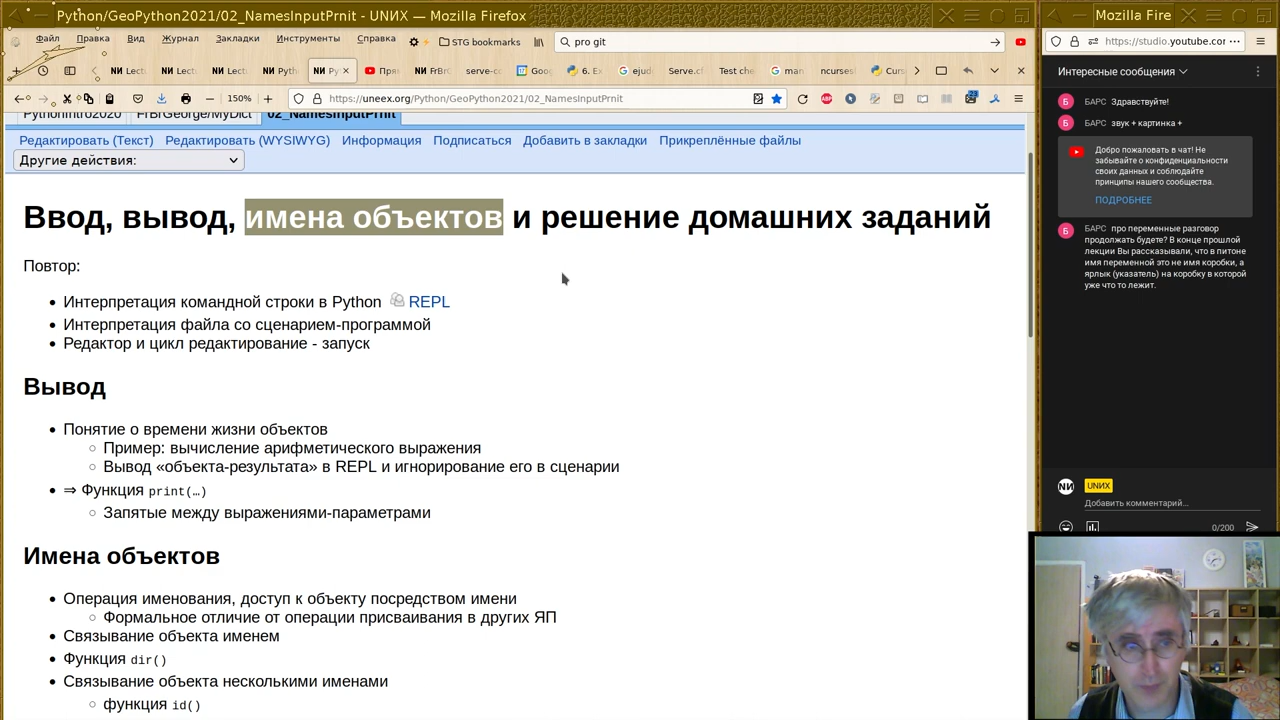 Python/GeoPython2021/02_NamesInputPrnit - UNИX — Mozilla Firefox
Файл Правка Вид Журнал Закладки Инструменты Справка
STG bookmarks
pro git
150%
https://uneex.org/Python/GeoPython2021/02_NamesInputPrnit
PythonIntro2020 FrBrGeorge/MyDict 02_NamesInputPrnit
Редактировать (Текст) Редактировать (WYSIWYG) Информация Подписаться Добавить в закладки Прикреплённые файлы
Другие действия:
Ввод, вывод, имена объектов и решение домашних заданий
Повтор:
Интерпретация командной строки в Python REPL
Интерпретация файла со сценарием-программой
Редактор и цикл редактирование - запуск
Вывод
Понятие о времени жизни объектов
Пример: вычисление арифметического выражения
Вывод «объекта-результата» в REPL и игнорирование его в сценарии
⇒ Функция print(…)
Запятые между выражениями-параметрами
Имена объектов
Операция именования, доступ к объекту посредством имени
Формальное отличие от операции присваивания в других ЯП
Связывание объекта именем
Функция dir()
Связывание объекта несколькими именами
функция id()
Mozilla Fire
https://studio.youtube.cor
Интересные сообщения
Б БАРС Здравствуйте!
Б БАРС звук + картинка +
Добро пожаловать в чат! Не
забывайте о конфиденциальности
своих данных и соблюдайте
принципы нашего сообщества.
ПОДРОБНЕЕ
Б БАРС про переменные разговор
продолжать будете? В конце прошлой
лекции Вы рассказывали, что в питоне
имя переменной это не имя коробки, а
ярлык (указатель) на коробку в которой
уже что то лежит.
NИ UNИX
Добавить комментарий...
0/200